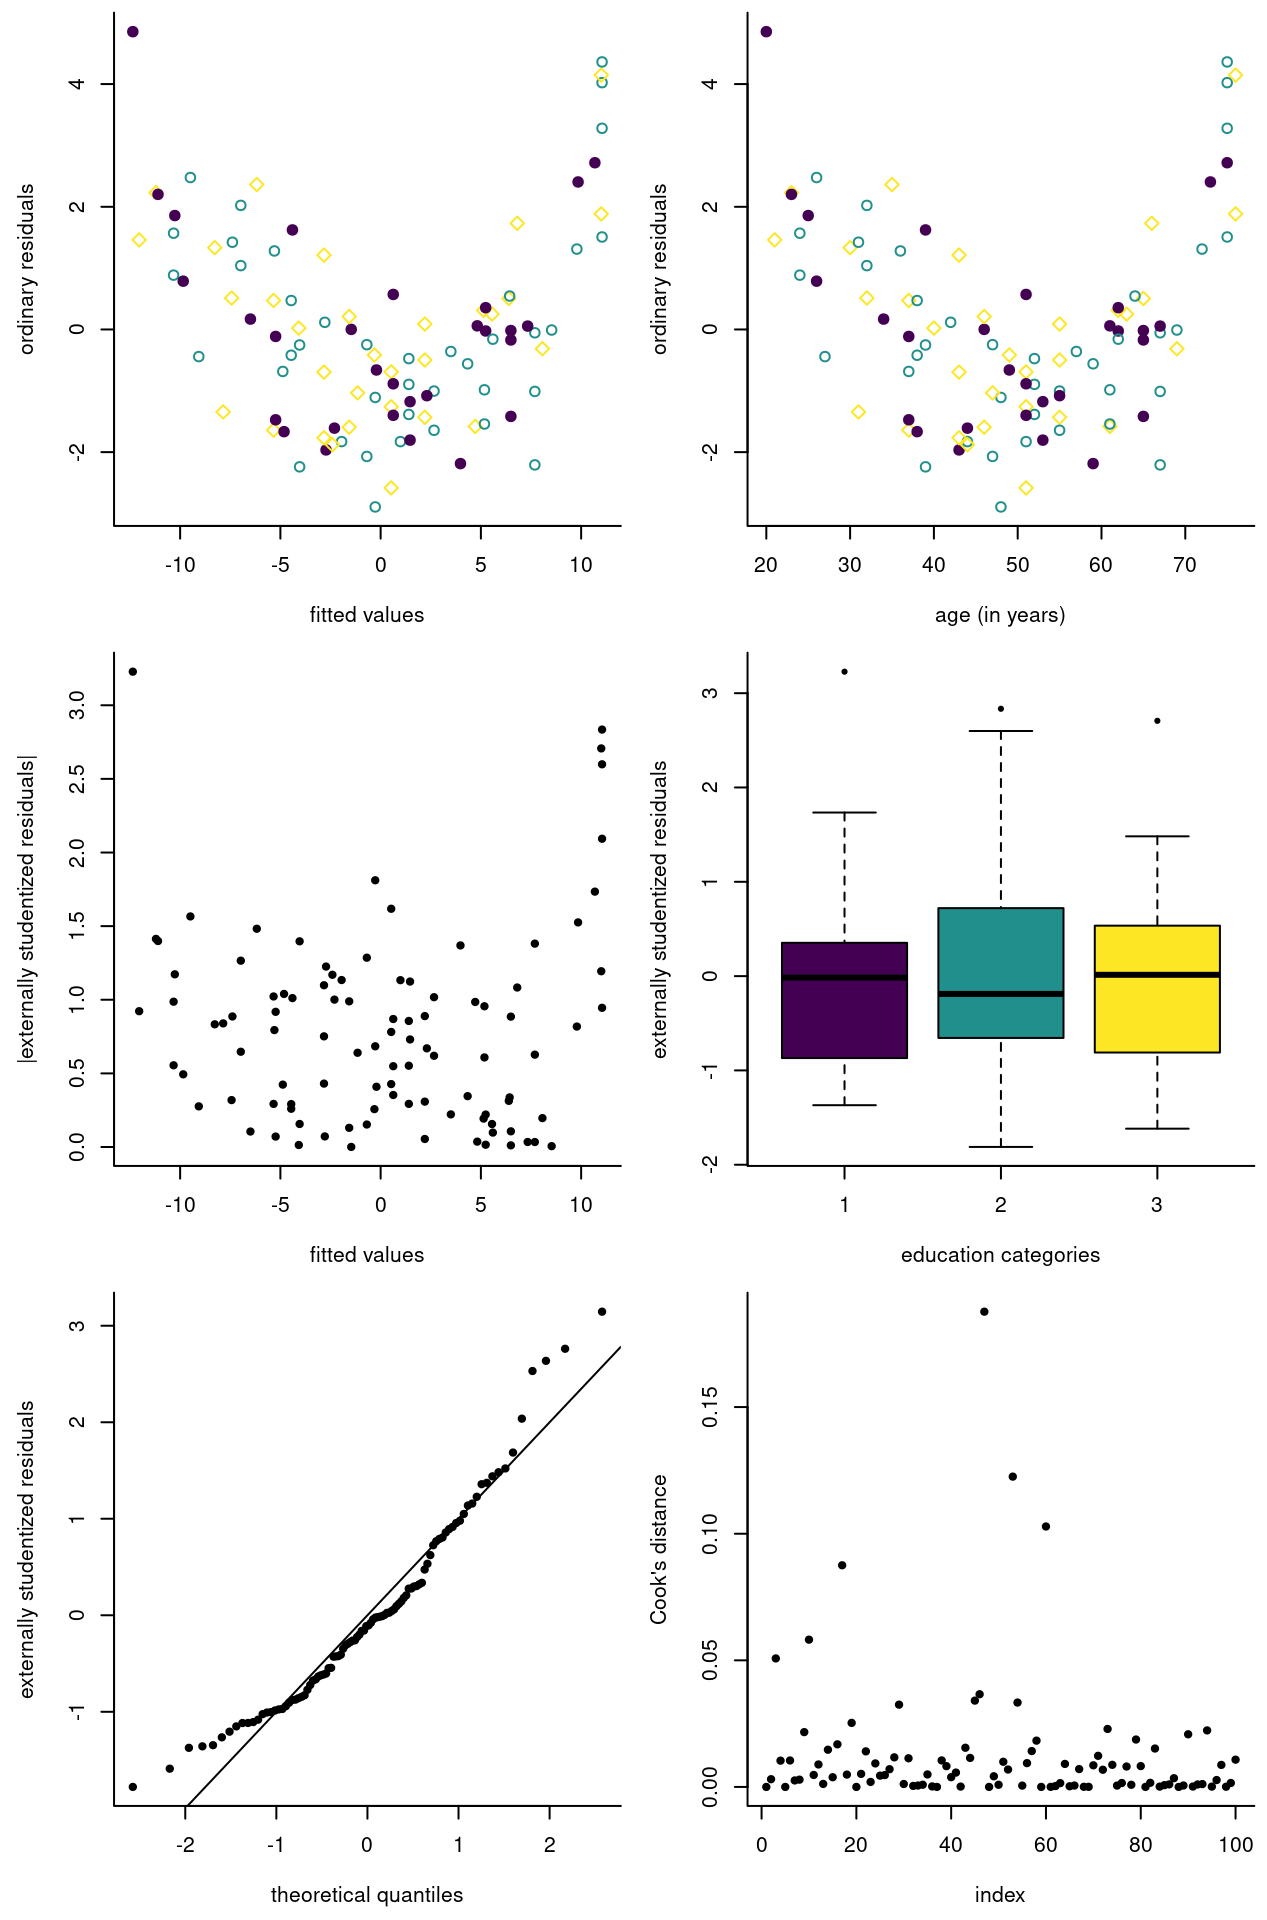 4
2
0
-2
ordinary residuals
-10 -5 0 5 10
fitted values
4
2
0
-2
ordinary residuals
20 30 40 50 60 70
age (in years)
3.0
2.5
2.0
1.5
1.0
0.5
0.0
|externally studentized residuals|
-10 -5 0 5 10
fitted values
3
2
1
0
-1
-2
externally studentized residuals
1 2 3
education categories
3
2
1
0
-1
externally studentized residuals
-2 -1 0 1 2
theoretical quantiles
0.15
0.10
0.05
0.00
Cook's distance
0 20 40 60 80 100
index